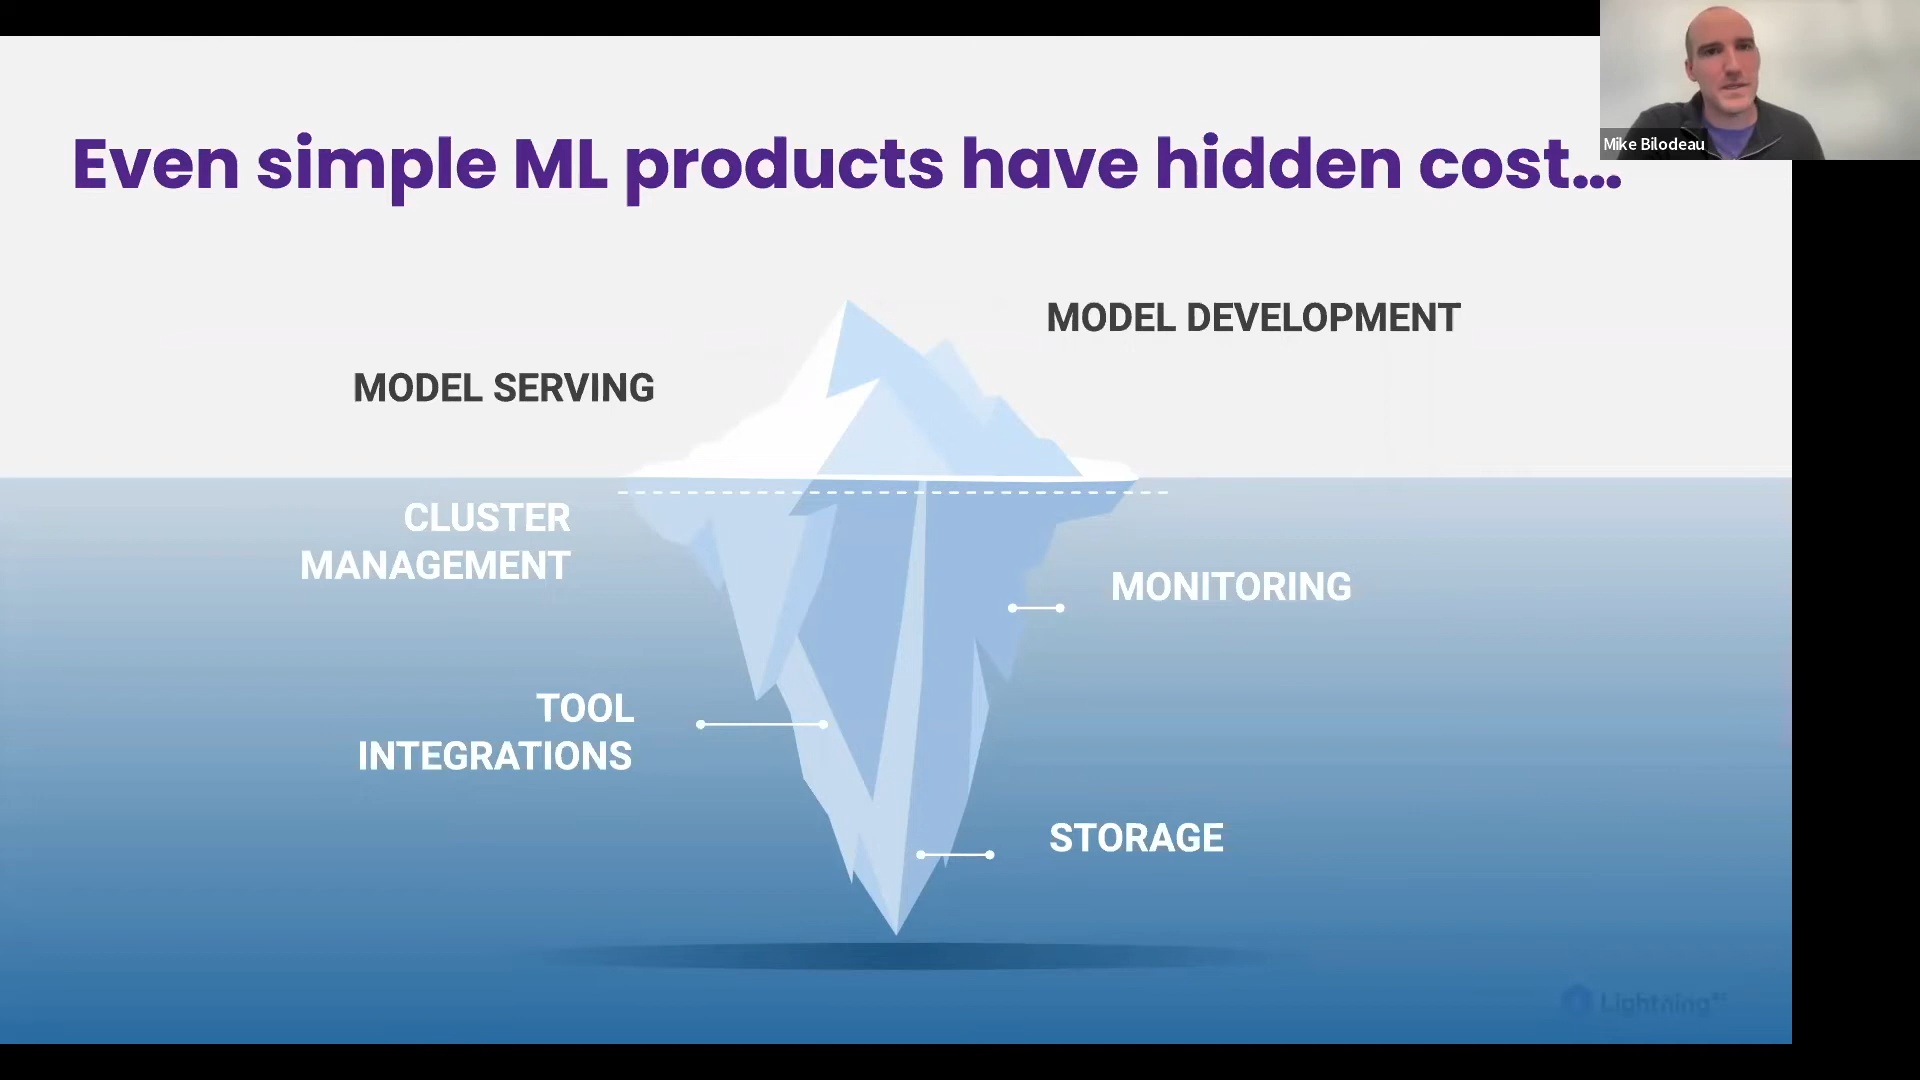 Mike Bilodeau
Even simple ML products have hidden cost...
MODEL DEVELOPMENT
MODEL SERVING
CLUSTER
MANAGEMENT
MONITORING
TOOL
INTEGRATIONS
STORAGE
Lightning